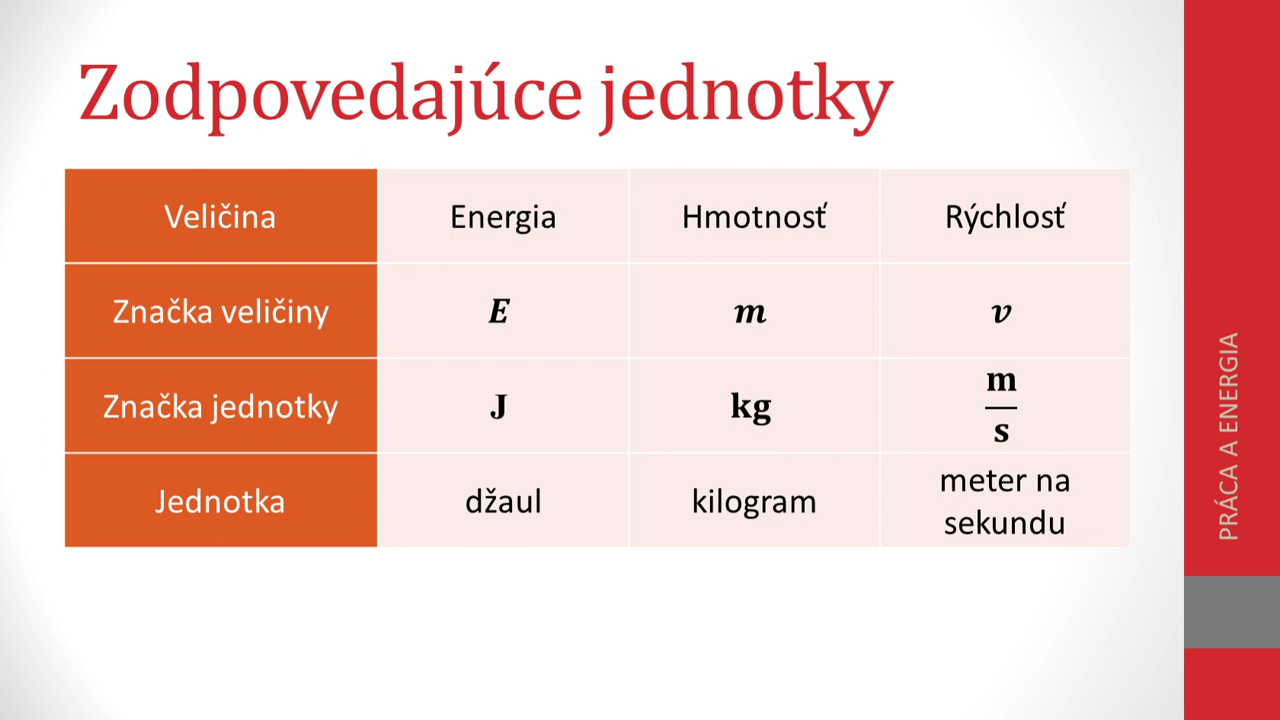 Zodpovedajúce jednotky
Veličina Energia Hmotnosť Rýchlosť
Značka veličiny E m v
Značka jednotky J kg m/s
Jednotka džaul kilogram meter na sekundu
PRÁCA A ENERGIA